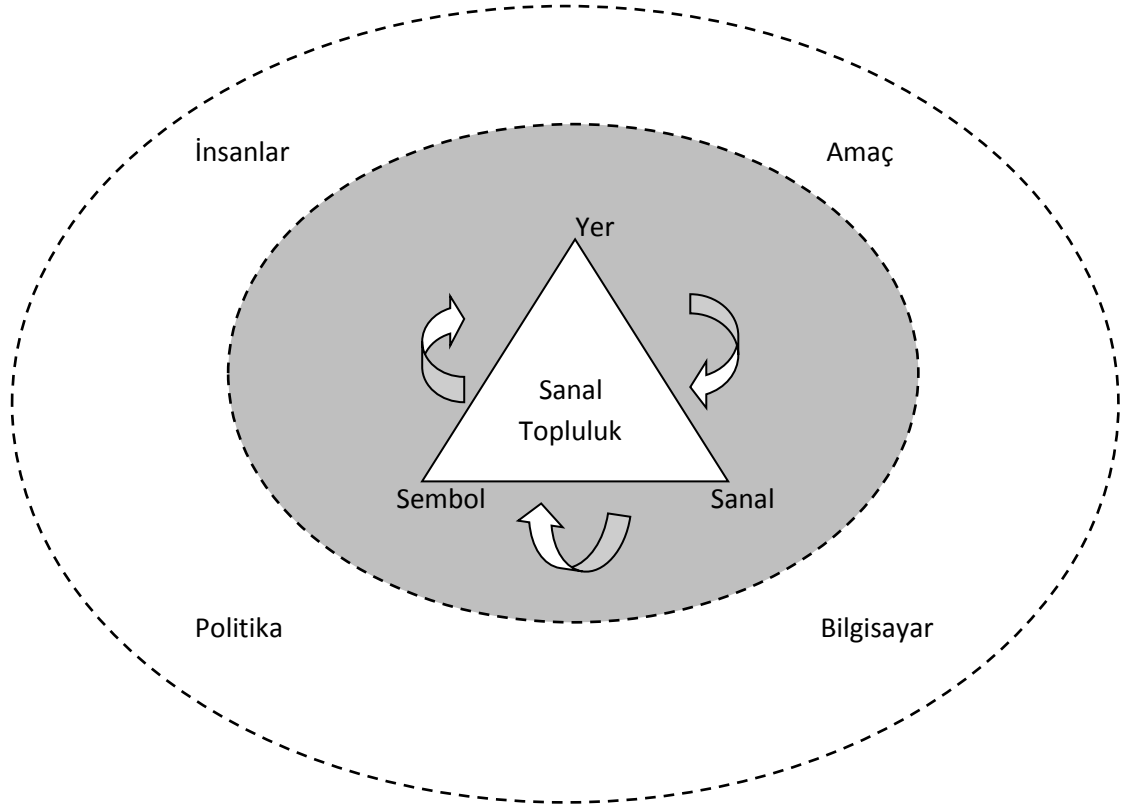 İnsanlar
Amaç
Yer
Sanal
Topluluk
Sembol
Sanal
Politika
Bilgisayar